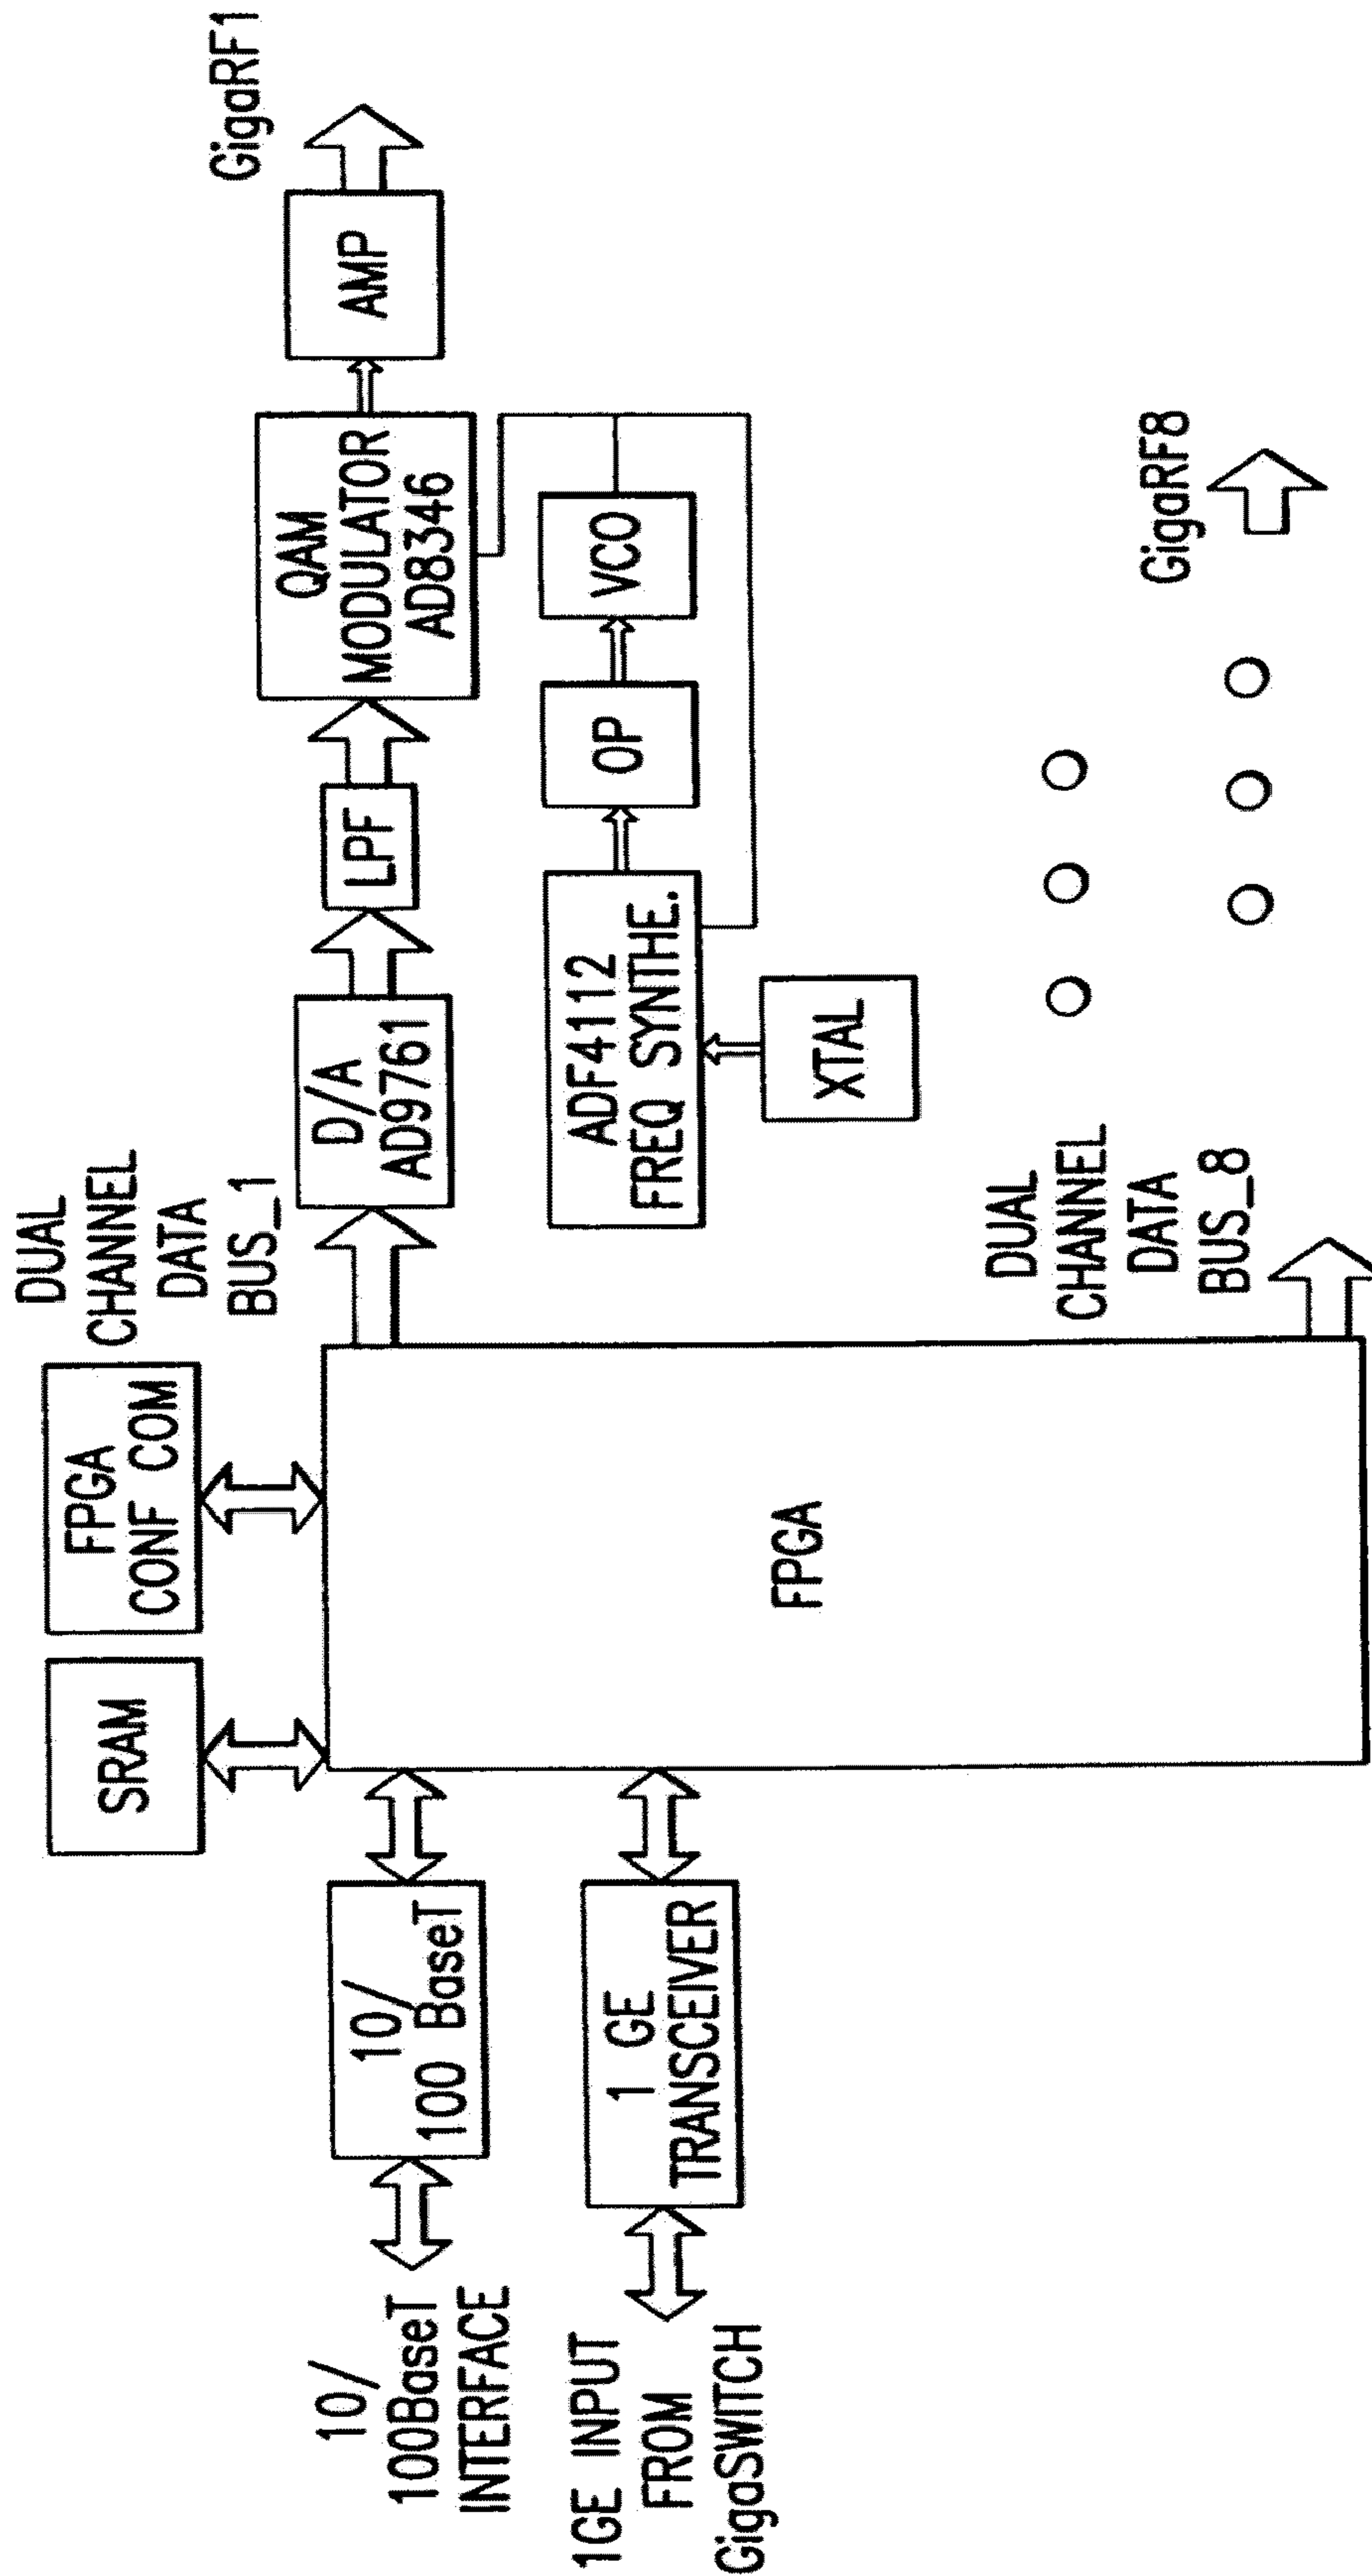 10/
100BaseT
INTERFACE
1GE INPUT
FROM
GigaSWITCH
10/
100 BaseT
1 GE
TRANSCEIVER
SRAM
FPGA
CONF COM
FPGA
DUAL
CHANNEL
DATA
BUS_1
D/A
AD9761
LPF
QAM
MODULATOR
AD8346
AMP
GigaRF1
ADF4112
FREQ SYNTHE.
OP
VCO
XTAL
DUAL
CHANNEL
DATA
BUS_8
GigaRF8